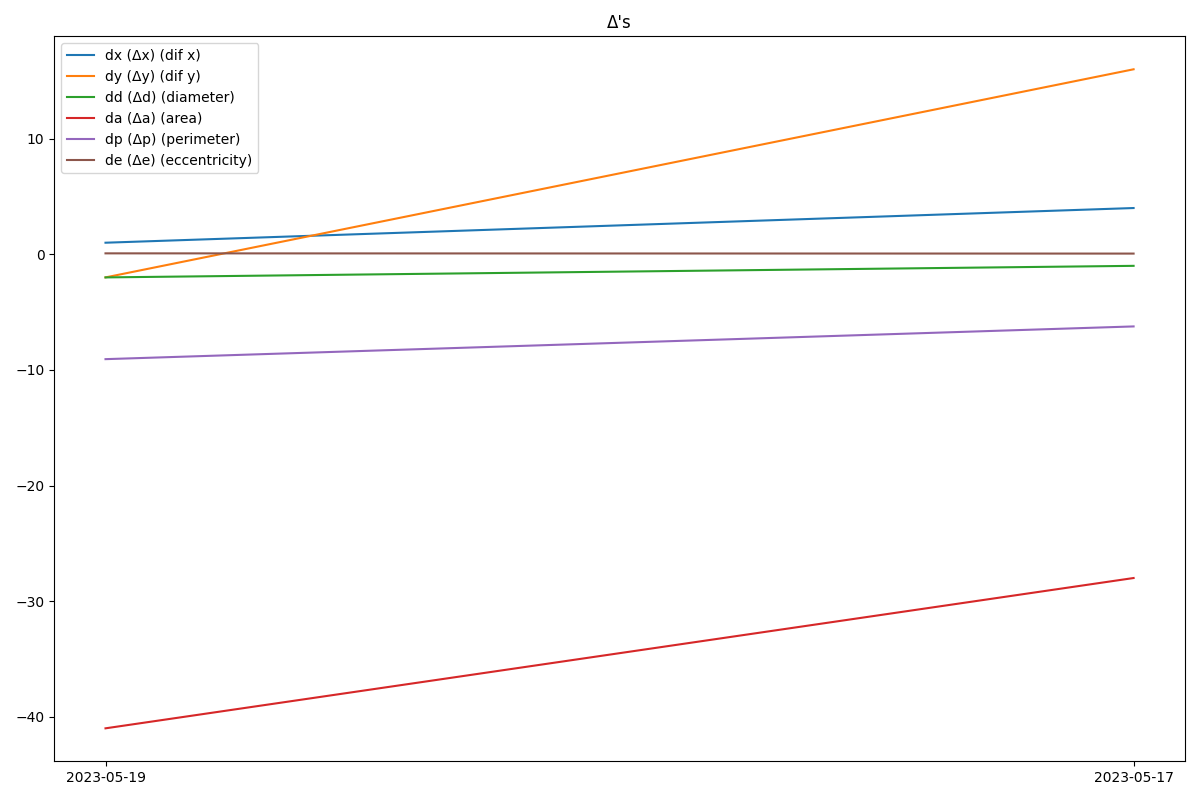 Δ's
dx (Δx) (dif x)
dy (Δy) (dif y)
dd (Δd) (diameter)
da (Δa) (area)
dp (Δp) (perimeter)
de (Δe) (eccentricity)
10
0
−10
−20
−30
−40
2023-05-19
2023-05-17